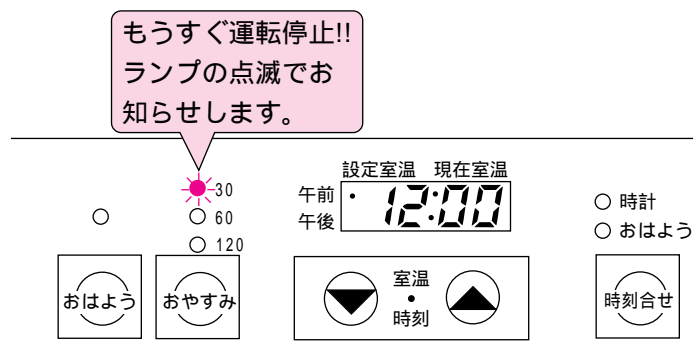 もうすぐ運転停止!!
ランプの点滅でお
知らせします。
設定室温 現在室温
30
60
120
午前
午後
12:00
時計
おはよう
おはよう
おやすみ
室温
・
時刻
時刻合せ